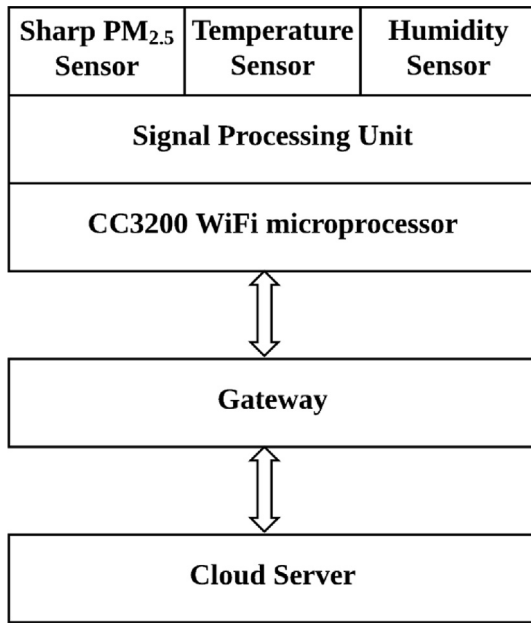 Sharp PM₂.₅
Sensor
Temperature
Sensor
Humidity
Sensor
Signal Processing Unit
CC3200 WiFi microprocessor
Gateway
Cloud Server